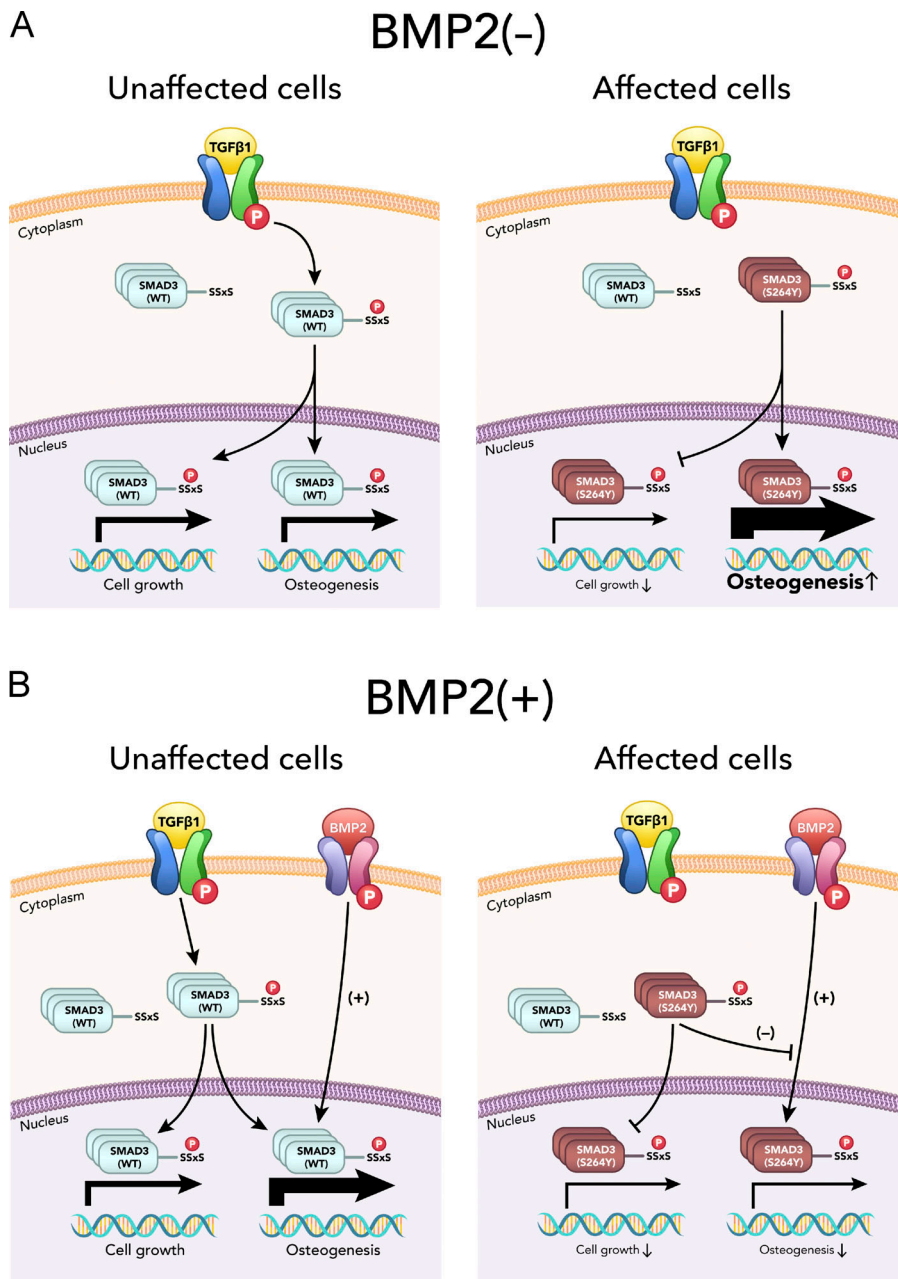 A
BMP2(–)
Unaffected cells
Affected cells
TGFβ1
P
Cytoplasm
SMAD3
(WT)
SSxS
SMAD3
(WT)
P
SSxS
Nucleus
SMAD3
(WT)
P
SSxS
SMAD3
(WT)
P
SSxS
Cell growth
Osteogenesis
TGFβ1
P
Cytoplasm
SMAD3
(WT)
SSxS
SMAD3
(S264Y)
P
SSxS
Nucleus
SMAD3
(S264Y)
P
SSxS
SMAD3
(S264Y)
P
SSxS
Cell growth ↓
Osteogenesis ↑
B
BMP2(+)
Unaffected cells
Affected cells
TGFβ1
P
BMP2
P
Cytoplasm
SMAD3
(WT)
SSxS
SMAD3
(WT)
P
SSxS
(+)
Nucleus
SMAD3
(WT)
P
SSxS
SMAD3
(WT)
P
SSxS
Cell growth
Osteogenesis
TGFβ1
P
BMP2
P
Cytoplasm
SMAD3
(WT)
SSxS
SMAD3
(S264Y)
P
SSxS
(–)
(+)
Nucleus
SMAD3
(S264Y)
P
SSxS
SMAD3
(S264Y)
P
SSxS
Cell growth ↓
Osteogenesis ↓